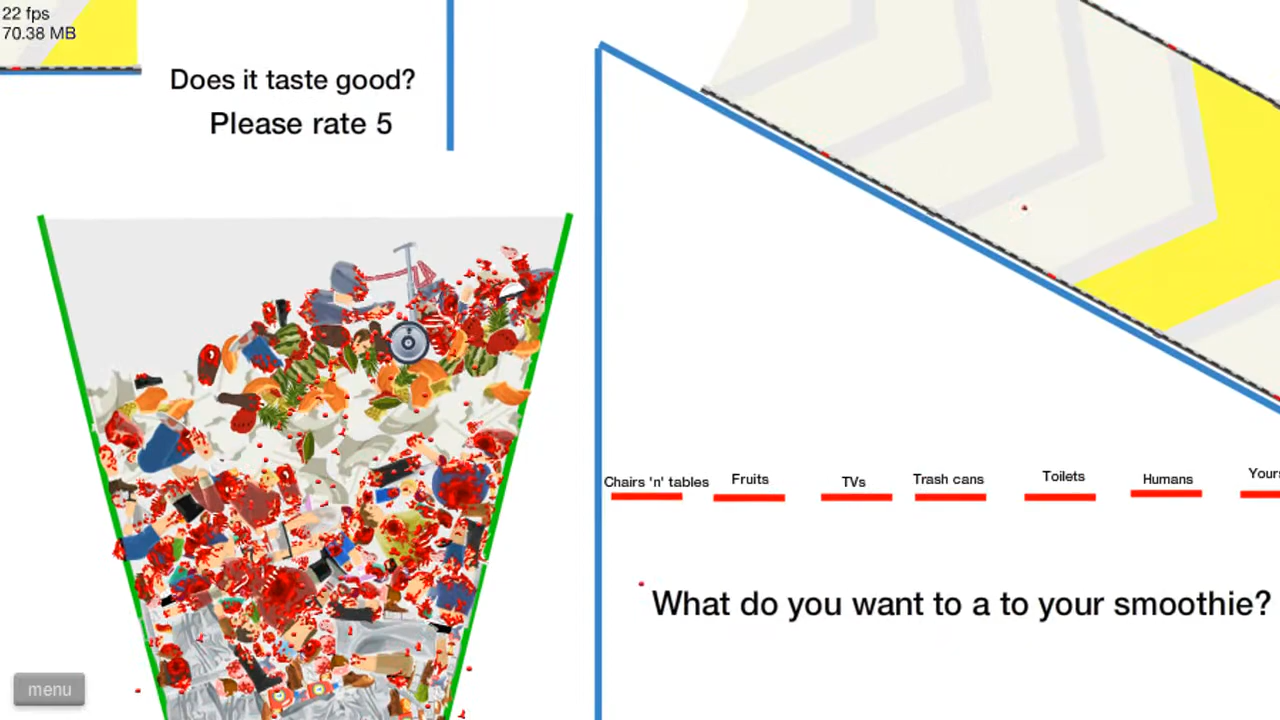 22 fps
70.38 MB
Does it taste good?
Please rate 5
Chairs 'n' tables
Fruits
TVs
Trash cans
Toilets
Humans
Yours
What do you want to a to your smoothie?
menu